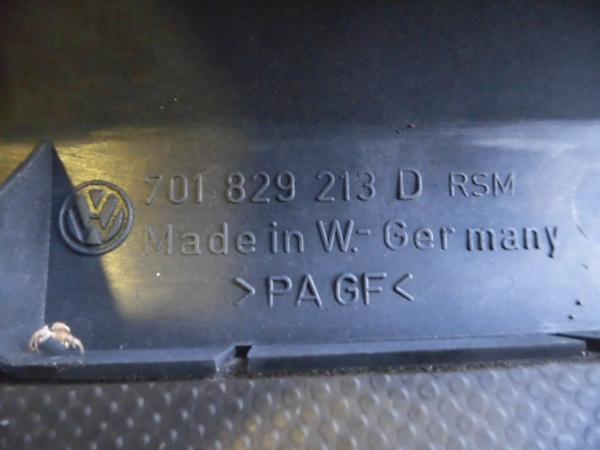 701 829 213 D RSM
Made in W.- Germany
>PA GF<